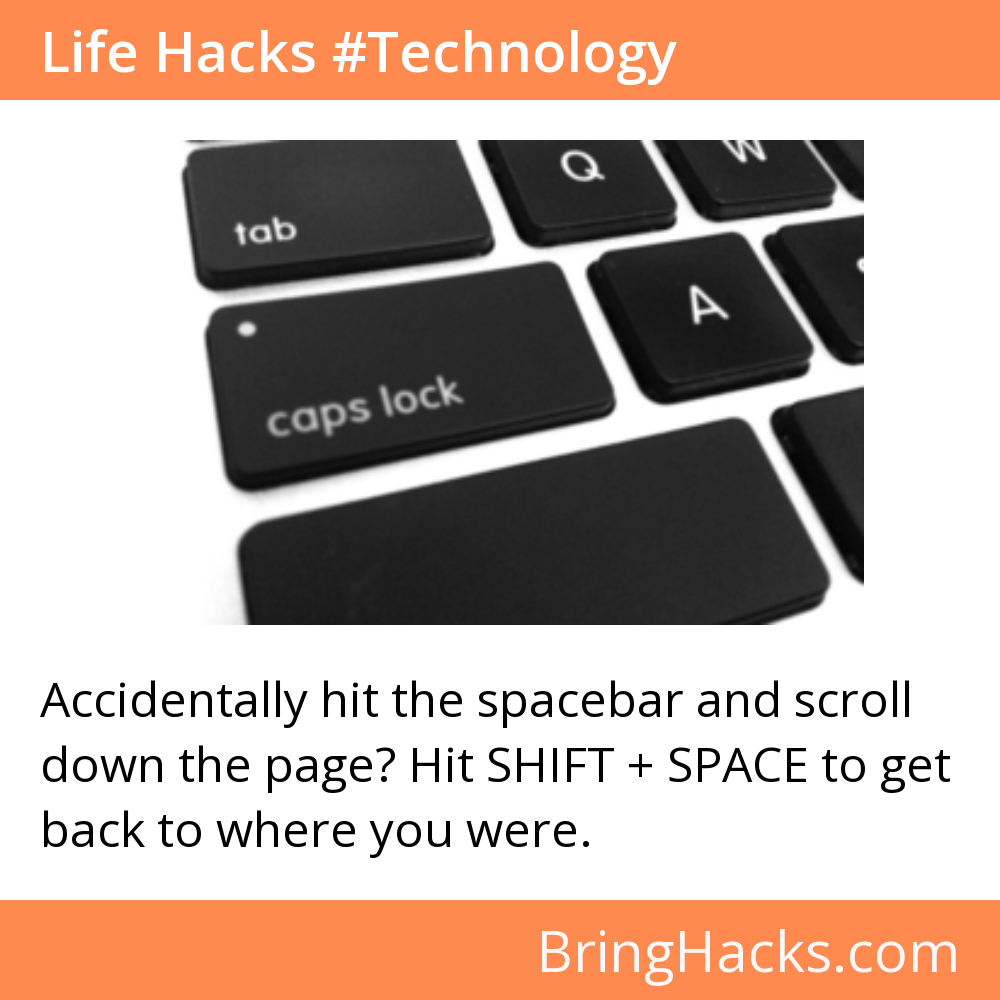 Life Hacks #Technology
tab
Q
W
caps lock
A
Accidentally hit the spacebar and scroll
down the page? Hit SHIFT + SPACE to get
back to where you were.
BringHacks.com